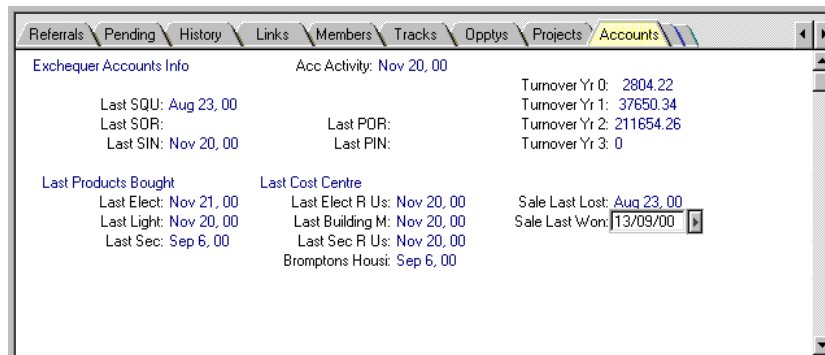 Referrals Pending History Links Members Tracks Opptys Projects Accounts
Exchequer Accounts Info Acc Activity: Nov 20, 00
Turnover Yr 0: 2804.22
Last SQU: Aug 23, 00 Turnover Yr 1: 37650.34
Last SOR: Last POR: Turnover Yr 2: 211654.26
Last SIN: Nov 20, 00 Last PIN: Turnover Yr 3: 0
Last Products Bought Last Cost Centre
Last Elect: Nov 21, 00 Last Elect R Us: Nov 20, 00 Sale Last Lost: Aug 23, 00
Last Light: Nov 20, 00 Last Building M: Nov 20, 00 Sale Last Won: 13/09/00
Last Sec: Sep 6, 00 Last Sec R Us: Nov 20, 00
Bromptons Housi: Sep 6, 00